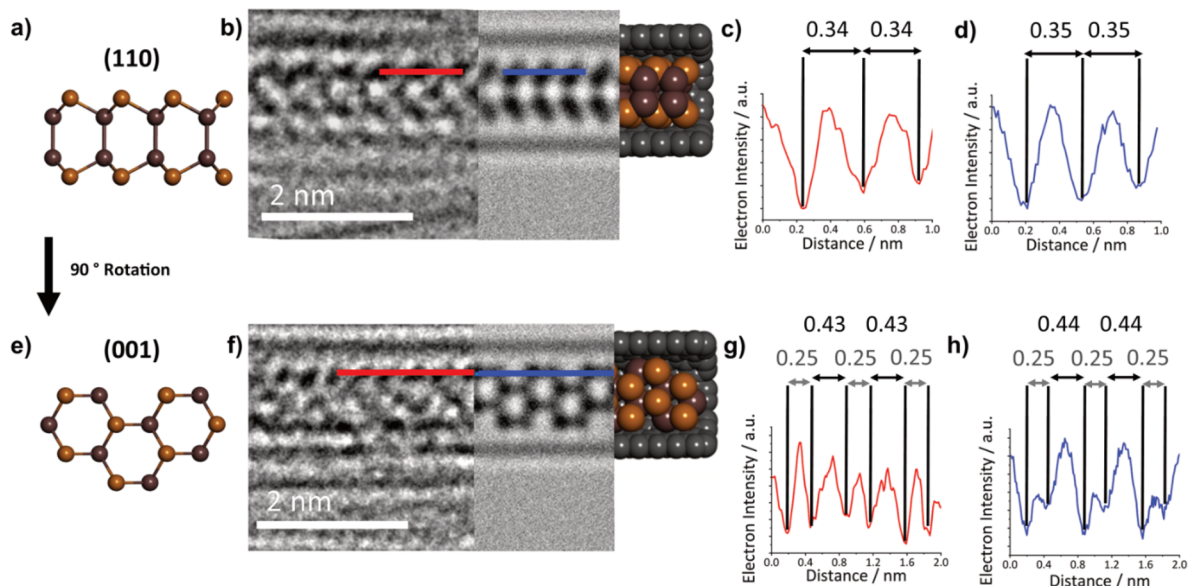 a)
(110)
90 ° Rotation
e)
(001)
b)
2 nm
f)
2 nm
c)
0.34 0.34
Electron Intensity / a.u.
0.0 0.2 0.4 0.6 0.8 1.0
Distance / nm
d)
0.35 0.35
Electron Intensity / a.u.
0.0 0.2 0.4 0.6 0.8 1.0
Distance / nm
g)
0.43 0.43
0.25 0.25 0.25
Electron Intensity / a.u.
0.0 0.4 0.8 1.2 1.6 2.0
Distance / nm
h)
0.44 0.44
0.25 0.25 0.25
Electron Intensity / a.u.
0.0 0.4 0.8 1.2 1.6 2.0
Distance / nm